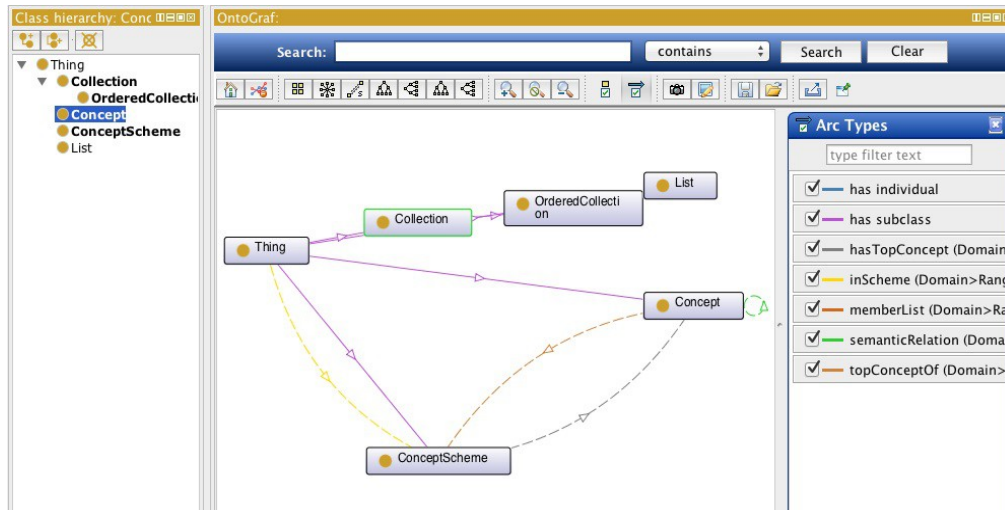 Class hierarchy: Conc
Thing
Collection
OrderedCollecti
Concept
ConceptScheme
List
OntoGraf:
Search:
contains
Search
Clear
Thing
Collection
OrderedCollecti
on
List
Concept
ConceptScheme
Arc Types
type filter text
has individual
has subclass
hasTopConcept (Domain
inScheme (Domain>Rang
memberList (Domain>Ra
semanticRelation (Doma
topConceptOf (Domain>